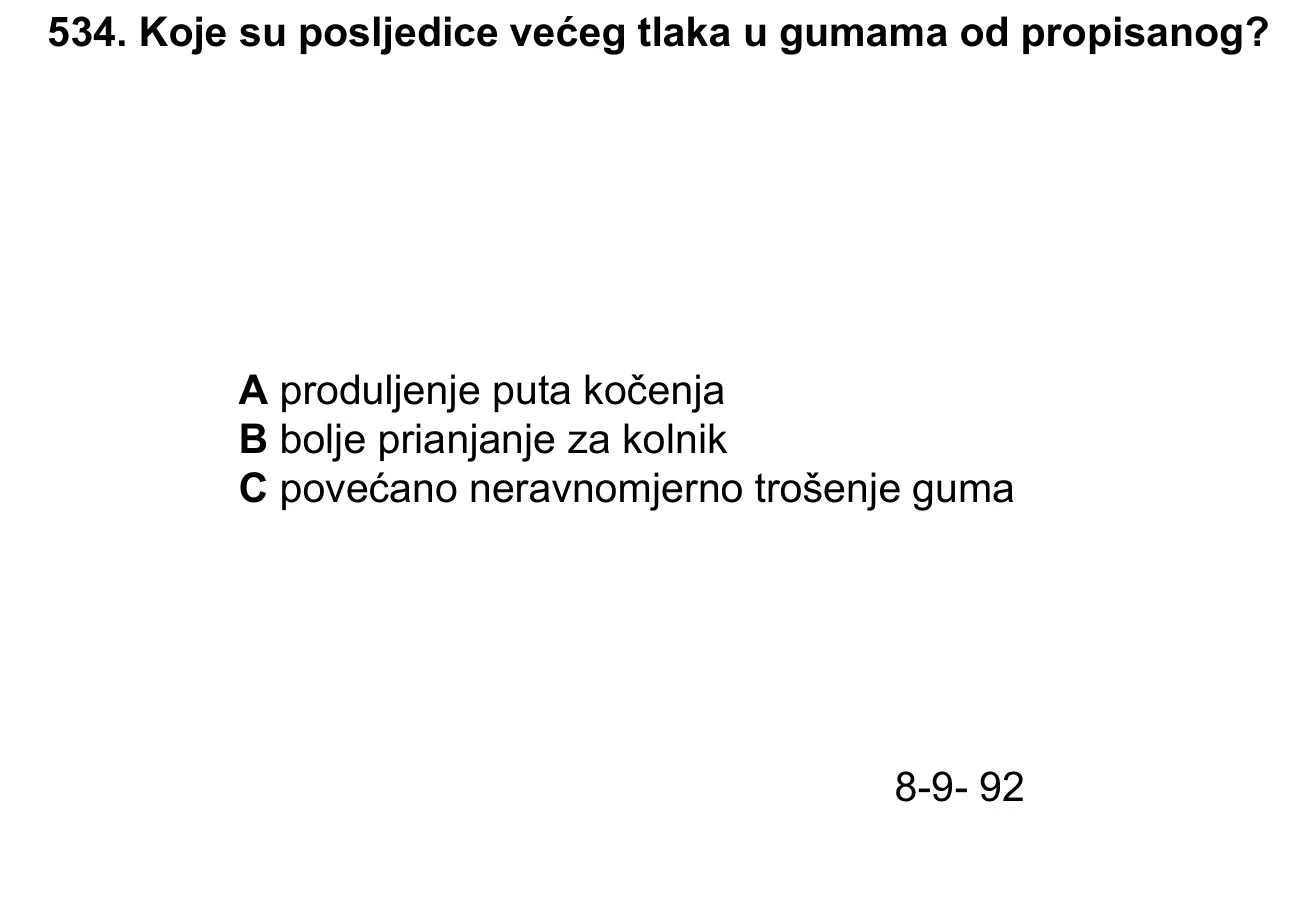 534. Koje su posljedice većeg tlaka u gumama od propisanog?
A produljenje puta kočenja
B bolje prianjanje za kolnik
C povećano neravnomjerno trošenje guma
8-9- 92